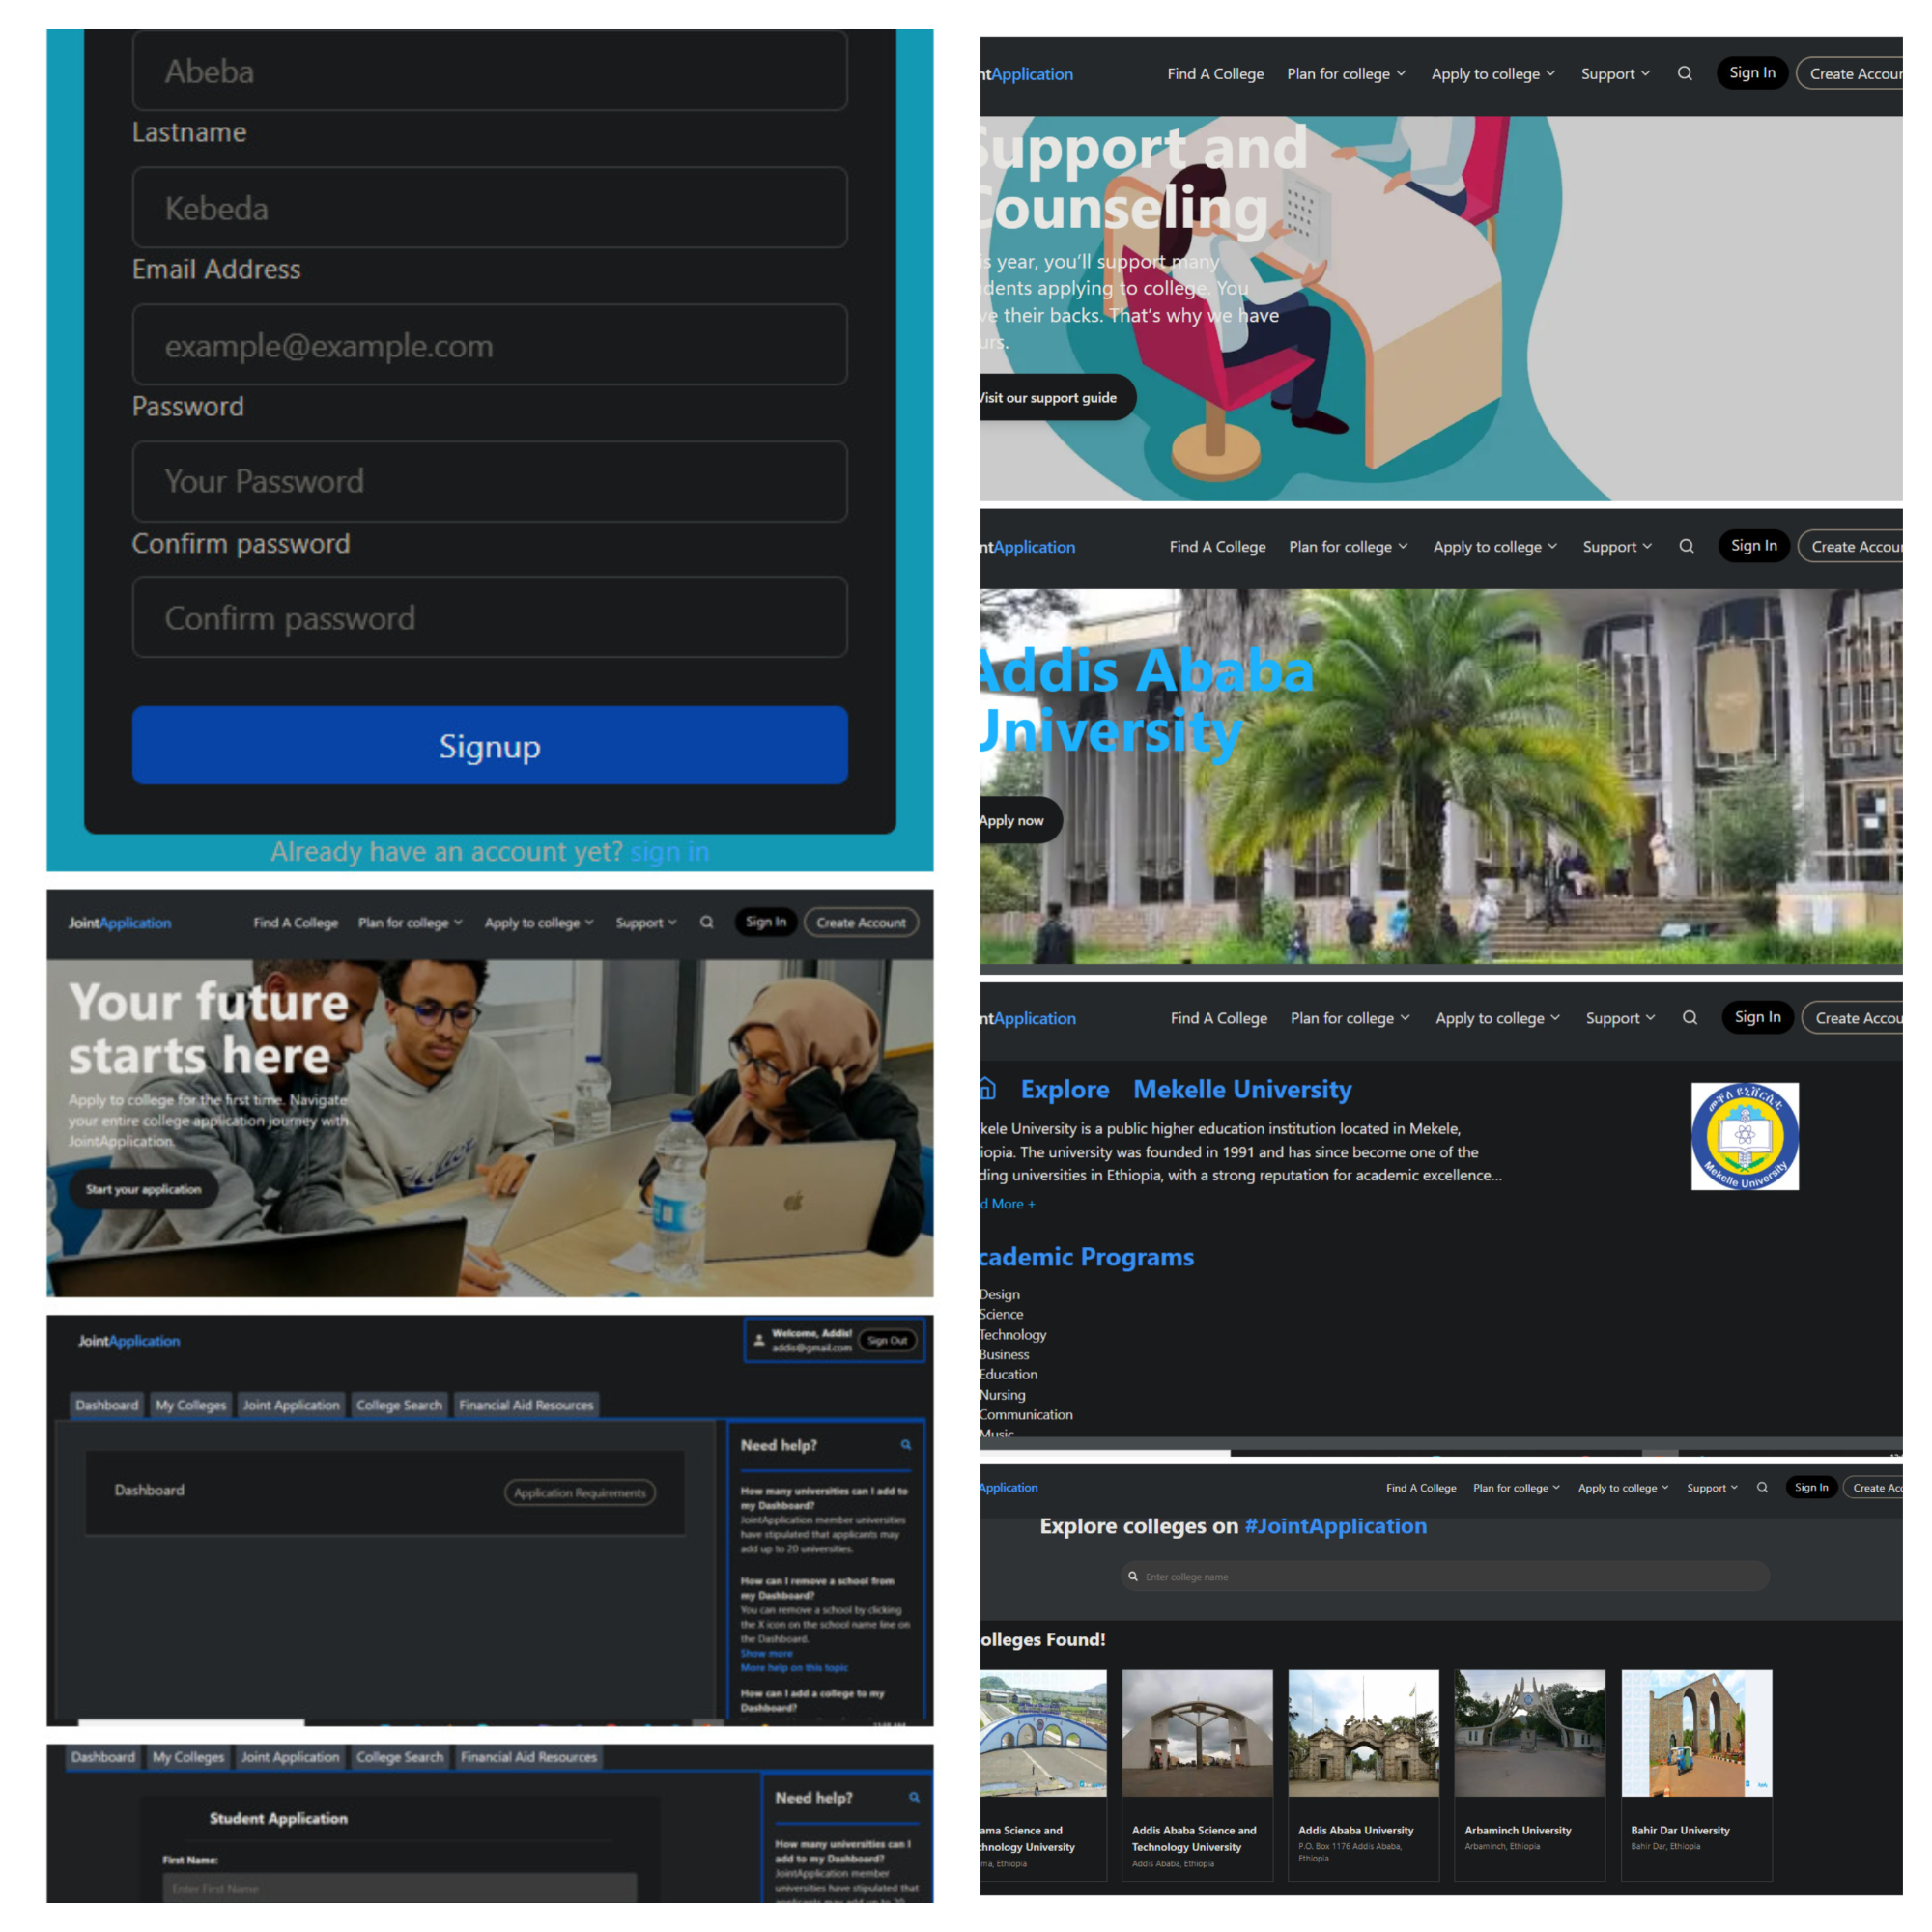 Abeba
Lastname
Kebeda
Email Address
example@example.com
Password
Your Password
Confirm password
Confirm password
Signup
Already have an account yet? sign in
JointApplication Find A College Plan for college Apply to college Support Sign In Create Account
Your future
starts here
Apply to college for the first time. Navigate
your entire college application journey with
JointApplication.
Start your application
JointApplication
Welcome, Addis!
addis@gmail.com
Sign Out
Dashboard My Colleges Joint Application College Search Financial Aid Resources
Dashboard
Application Requirements
Need help?
How many universities can I add to
my Dashboard?
JointApplication member universities
have stipulated that applicants may
add up to 20 universities.
How can I remove a school from
my Dashboard?
You can remove a school by clicking
the X icon on the school name line on
the Dashboard.
Show more
More help on this topic
How can I add a college to my
Dashboard?
Dashboard My Colleges Joint Application College Search Financial Aid Resources
Student Application
First Name:
Enter First Name
Need help?
How many universities can I
add to my Dashboard?
JointApplication member
universities have stipulated that
ntApplication Find A College Plan for college Apply to college Support Sign In Create Accour
Support and
Counseling
is year, you'll support many
dents applying to college. You
ve their backs. That's why we have
urs.
Visit our support guide
ntApplication Find A College Plan for college Apply to college Support Sign In Create Accour
Addis Ababa
University
Apply now
ntApplication Find A College Plan for college Apply to college Support Sign In Create Accou
Explore Mekelle University
kele University is a public higher education institution located in Mekele,
iopia. The university was founded in 1991 and has since become one of the
ding universities in Ethiopia, with a strong reputation for academic excellence...
d More +
መቐለ ዩኒቨርስቲ
Mekelle University
cademic Programs
Design
Science
Technology
Business
Education
Nursing
Communication
Music
Application Find A College Plan for college Apply to college Support Sign In Create Acc
Explore colleges on #JointApplication
Enter college name
olleges Found!
ama Science and
chnology University
ma, Ethiopia
Addis Ababa Science and
Technology University
Addis Ababa, Ethiopia
Addis Ababa University
P.O. Box 1176 Addis Ababa,
Ethiopia
Arbaminch University
Arbaminch, Ethiopia
Bahir Dar University
Bahir Dar, Ethiopia